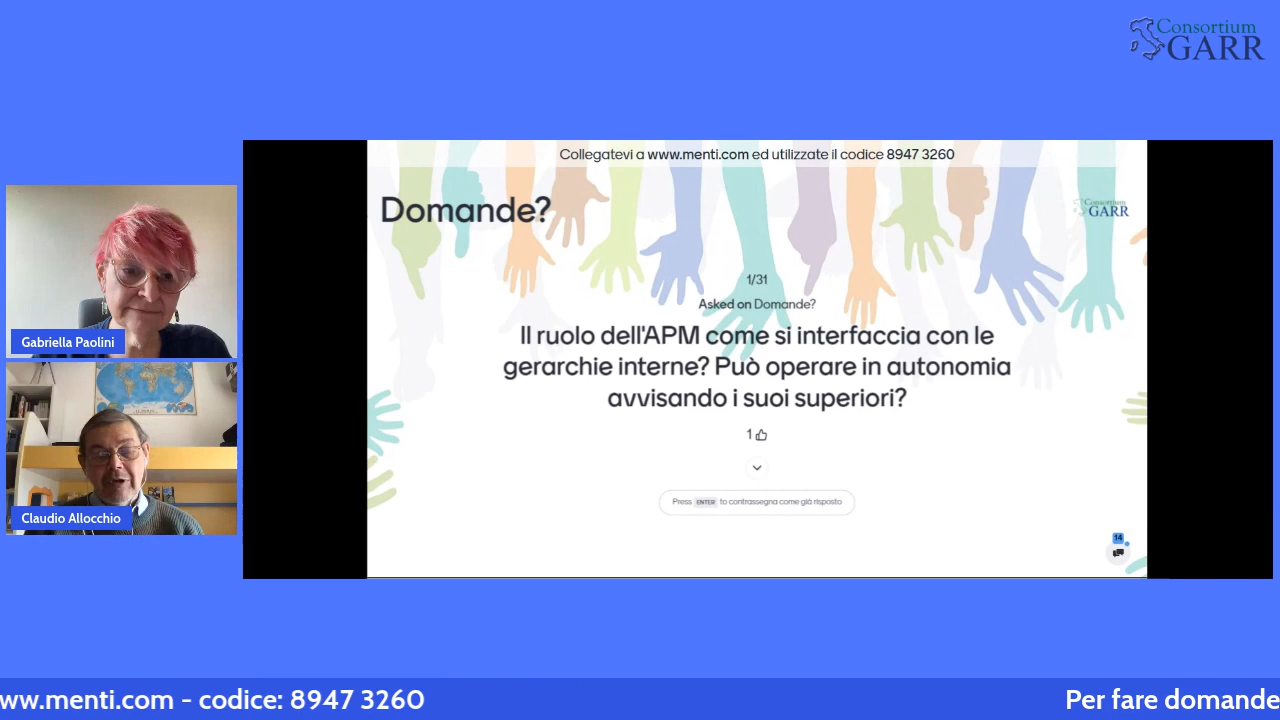 Consortium
GARR
Collegatevi a www.menti.com ed utilizzate il codice 8947 3260
Domande?
Consortium
GARR
1/31
Asked on Domande?
Il ruolo dell'APM come si interfaccia con le
gerarchie interne? Può operare in autonomia
avvisando i suoi superiori?
1
Press ENTER to contrassegna come già risposto
14
Gabriella Paolini
Claudio Allocchio
ww.menti.com - codice: 8947 3260
Per fare domande